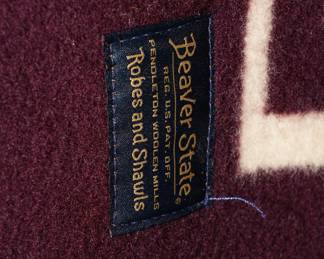 Beaver State®
REG. U.S. PAT. OFF.
PENDLETON WOOLEN MILLS
Robes and Shawls